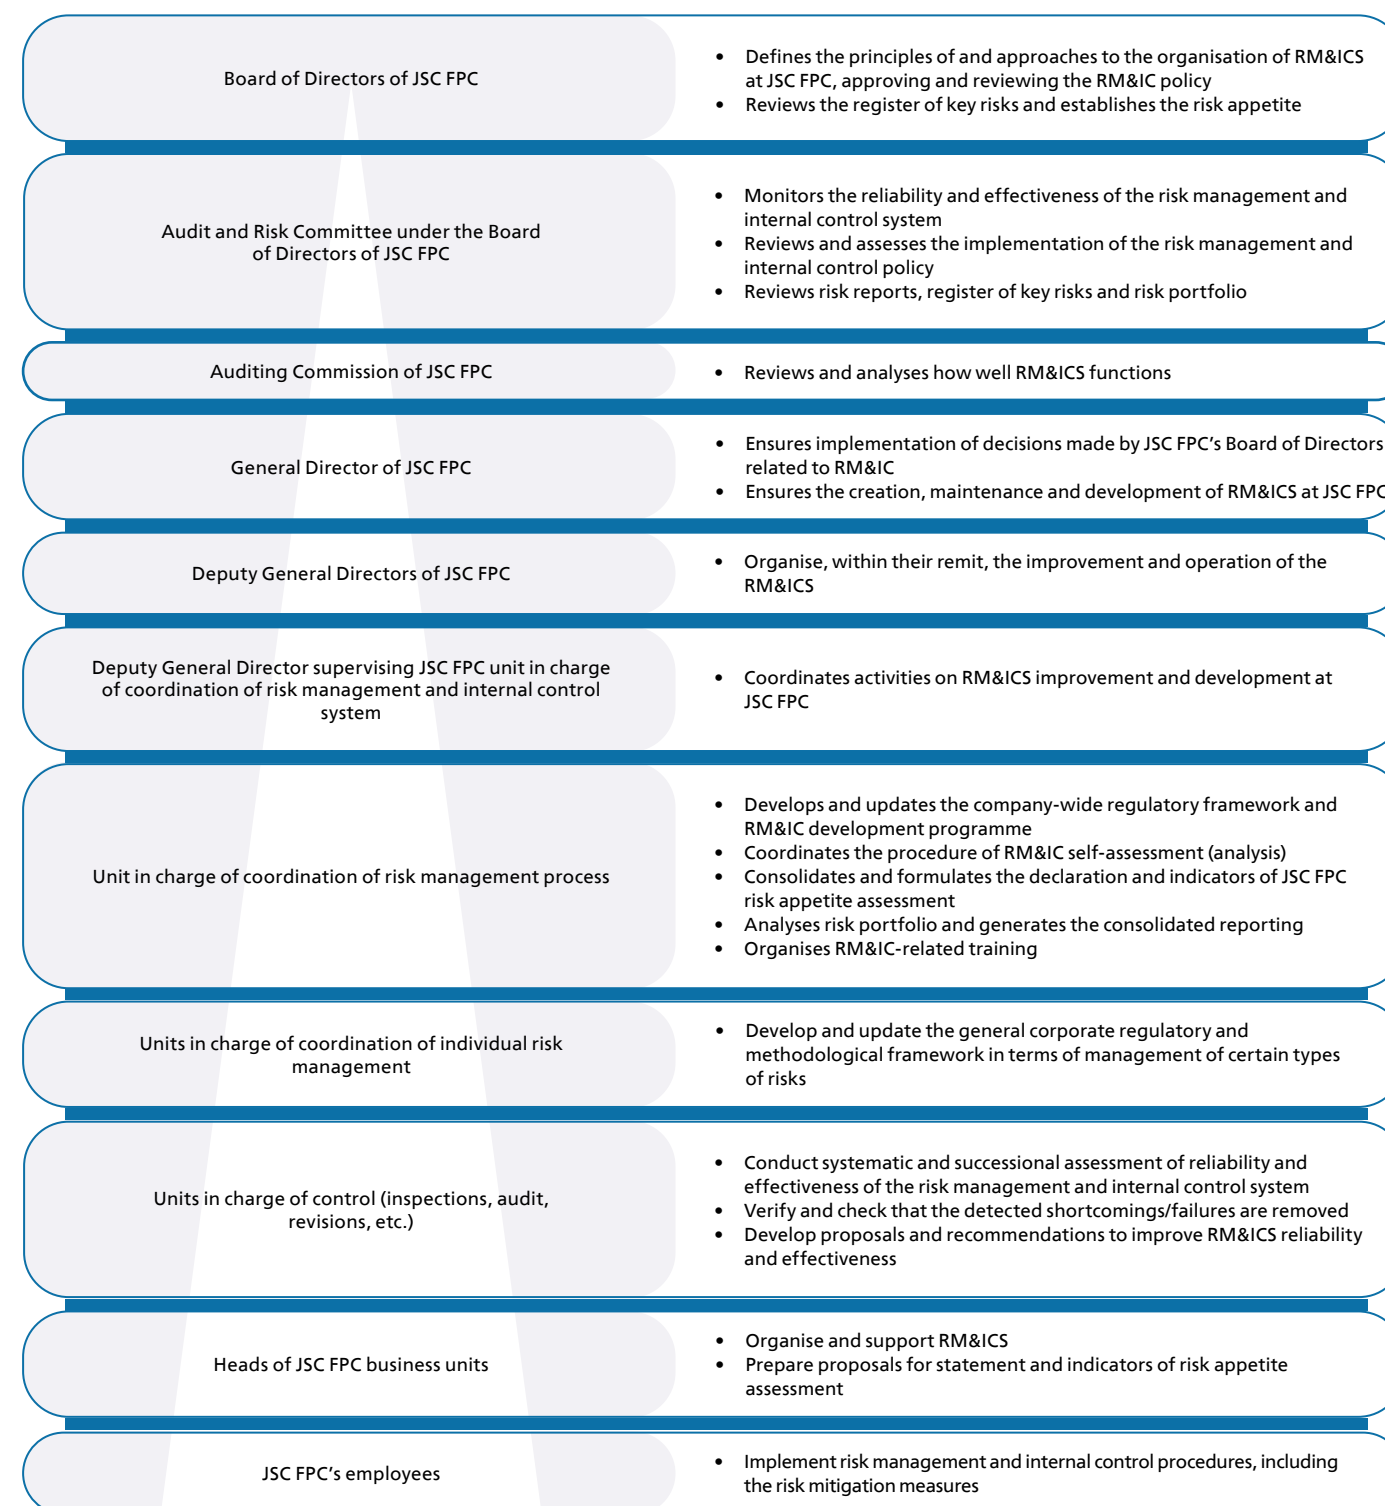 Board of Directors of JSC FPC
• Defines the principles of and approaches to the organisation of RM&ICS
at JSC FPC, approving and reviewing the RM&IC policy
• Reviews the register of key risks and establishes the risk appetite
Audit and Risk Committee under the Board
of Directors of JSC FPC
• Monitors the reliability and effectiveness of the risk management and
internal control system
• Reviews and assesses the implementation of the risk management and
internal control policy
• Reviews risk reports, register of key risks and risk portfolio
Auditing Commission of JSC FPC
• Reviews and analyses how well RM&ICS functions
General Director of JSC FPC
• Ensures implementation of decisions made by JSC FPC’s Board of Directors
related to RM&IC
• Ensures the creation, maintenance and development of RM&ICS at JSC FPC
Deputy General Directors of JSC FPC
• Organise, within their remit, the improvement and operation of the
RM&ICS
Deputy General Director supervising JSC FPC unit in charge
of coordination of risk management and internal control
system
• Coordinates activities on RM&ICS improvement and development at
JSC FPC
Unit in charge of coordination of risk management process
• Develops and updates the company-wide regulatory framework and
RM&IC development programme
• Coordinates the procedure of RM&IC self-assessment (analysis)
• Consolidates and formulates the declaration and indicators of JSC FPC
risk appetite assessment
• Analyses risk portfolio and generates the consolidated reporting
• Organises RM&IC-related training
Units in charge of coordination of individual risk
management
• Develop and update the general corporate regulatory and
methodological framework in terms of management of certain types
of risks
Units in charge of control (inspections, audit,
revisions, etc.)
• Conduct systematic and successional assessment of reliability and
effectiveness of the risk management and internal control system
• Verify and check that the detected shortcomings/failures are removed
• Develop proposals and recommendations to improve RM&ICS reliability
and effectiveness
Heads of JSC FPC business units
• Organise and support RM&ICS
• Prepare proposals for statement and indicators of risk appetite
assessment
JSC FPC’s employees
• Implement risk management and internal control procedures, including
the risk mitigation measures